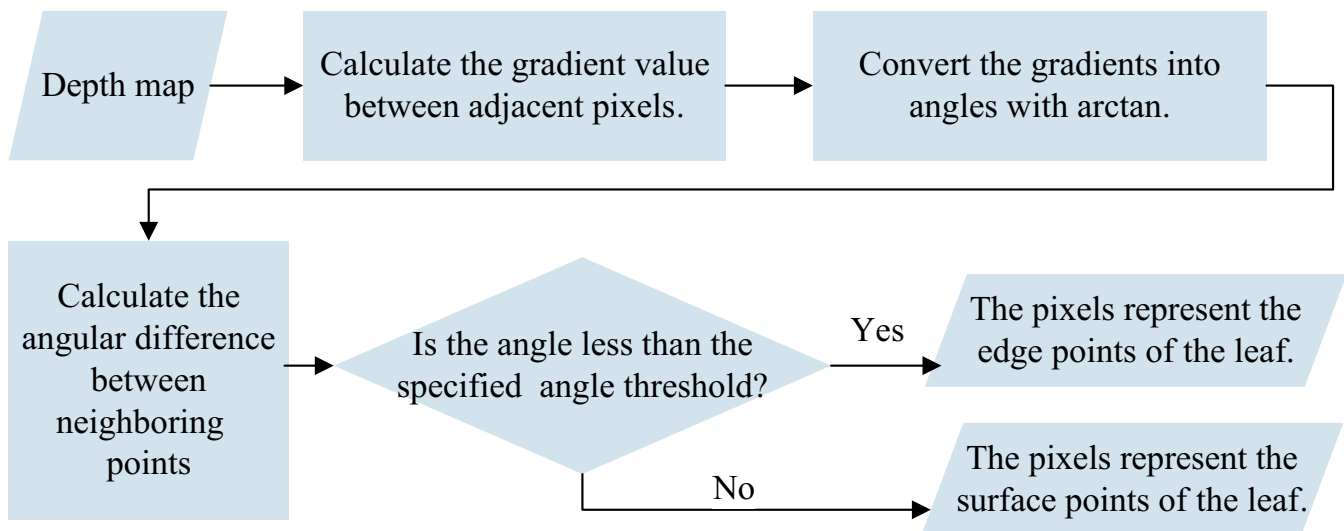 Depth map
Calculate the gradient value
between adjacent pixels.
Convert the gradients into
angles with arctan.
Calculate the
angular difference
between
neighboring
points
Is the angle less than the
specified angle threshold?
Yes
The pixels represent the
edge points of the leaf.
No
The pixels represent the
surface points of the leaf.